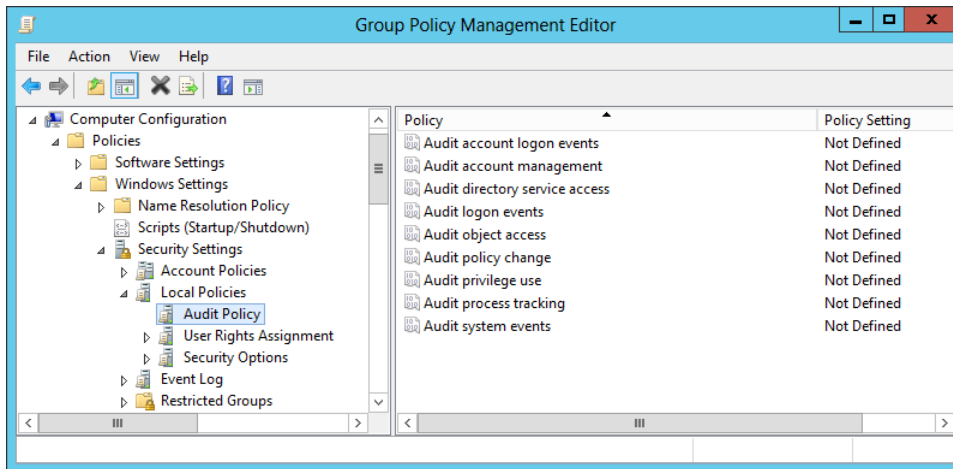 Group Policy Management Editor
File Action View Help
Computer Configuration
Policies
Software Settings
Windows Settings
Name Resolution Policy
Scripts (Startup/Shutdown)
Security Settings
Account Policies
Local Policies
Audit Policy
User Rights Assignment
Security Options
Event Log
Restricted Groups
Policy Policy Setting
Audit account logon events Not Defined
Audit account management Not Defined
Audit directory service access Not Defined
Audit logon events Not Defined
Audit object access Not Defined
Audit policy change Not Defined
Audit privilege use Not Defined
Audit process tracking Not Defined
Audit system events Not Defined